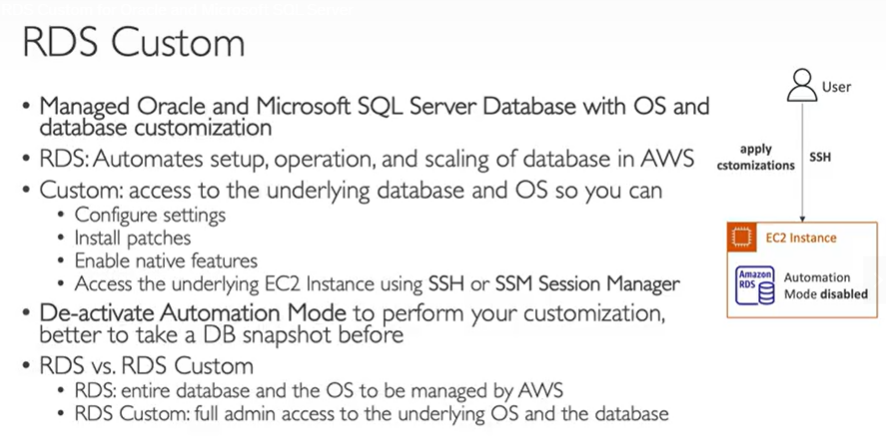 RDS Custom
• Managed Oracle and Microsoft SQL Server Database with OS and
database customization
• RDS: Automates setup, operation, and scaling of database in AWS
• Custom: access to the underlying database and OS so you can
• Configure settings
• Install patches
• Enable native features
• Access the underlying EC2 Instance using SSH or SSM Session Manager
• De-activate Automation Mode to perform your customization,
better to take a DB snapshot before
• RDS vs. RDS Custom
• RDS: entire database and the OS to be managed by AWS
• RDS Custom: full admin access to the underlying OS and the database
User
apply
cstomizations
SSH
EC2 Instance
Amazon
RDS
Automation
Mode disabled